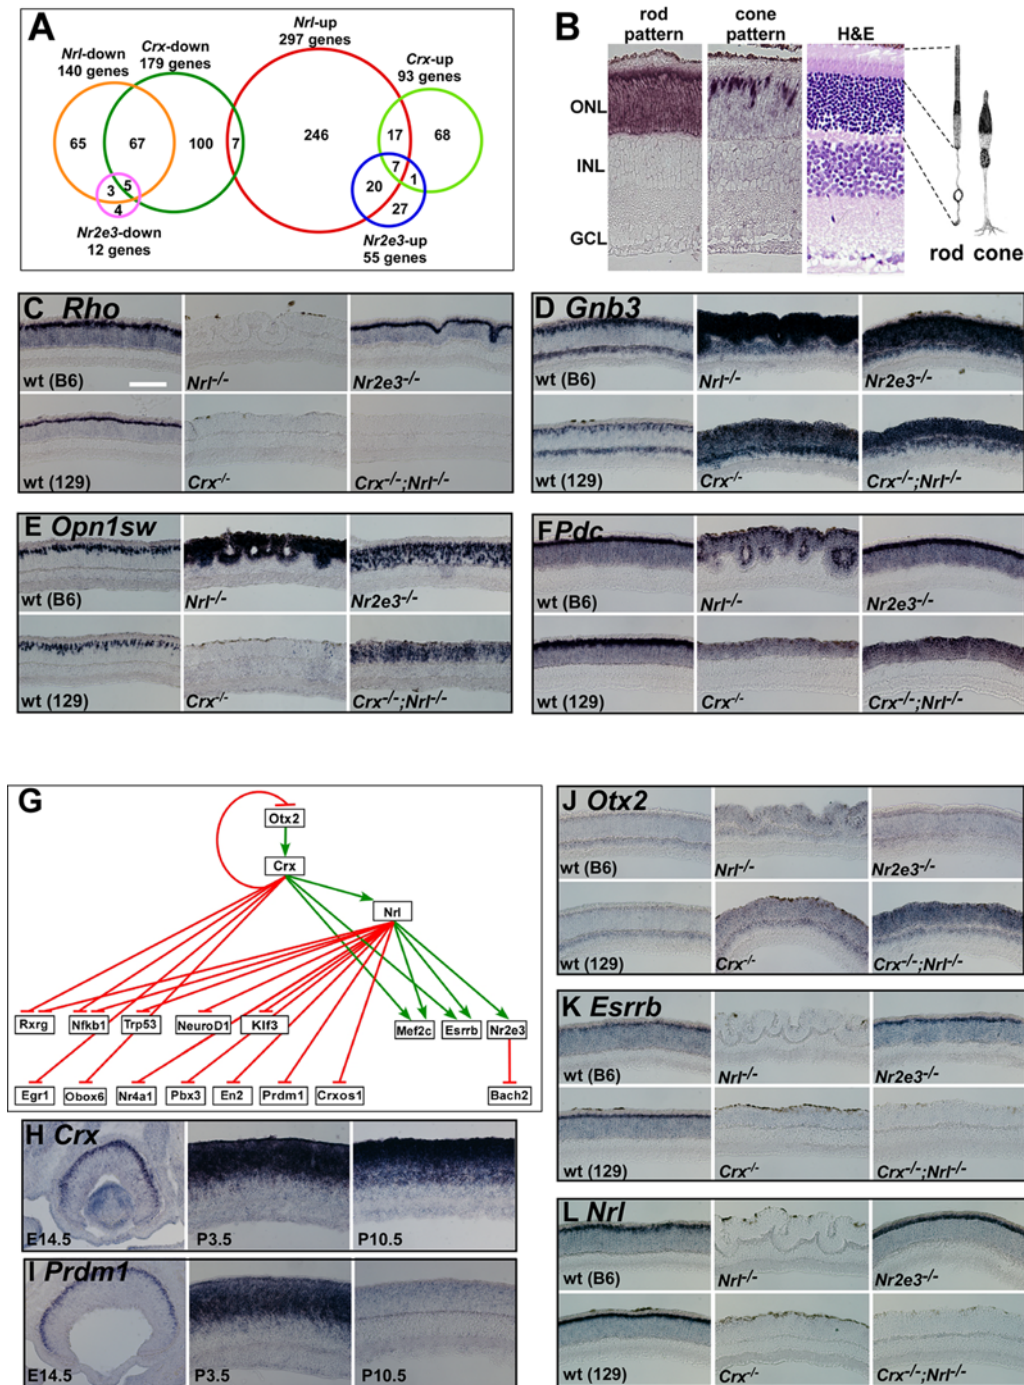 A
Nrl-down
140 genes
Crx-down
179 genes
Nrl-up
297 genes
Crx-up
93 genes
65
67
100
7
246
17
68
7
1
20
27
3
5
4
Nr2e3-down
12 genes
Nr2e3-up
55 genes
B
rod
pattern
cone
pattern
H&E
ONL
INL
GCL
rod
cone
C Rho
wt (B6)
Nrl-/-
Nr2e3-/-
wt (129)
Crx-/-
Crx-/-;Nrl-/-
D Gnb3
wt (B6)
Nrl-/-
Nr2e3-/-
wt (129)
Crx-/-
Crx-/-;Nrl-/-
E Opn1sw
wt (B6)
Nrl-/-
Nr2e3-/-
wt (129)
Crx-/-
Crx-/-;Nrl-/-
F Pdc
wt (B6)
Nrl-/-
Nr2e3-/-
wt (129)
Crx-/-
Crx-/-;Nrl-/-
G
Otx2
Crx
Nrl
Rxrg
Nfkb1
Trp53
NeuroD1
Klf3
Mef2c
Esrrb
Nr2e3
Egr1
Obox6
Nr4a1
Pbx3
En2
Prdm1
Crxos1
Bach2
H Crx
E14.5
P3.5
P10.5
I Prdm1
E14.5
P3.5
P10.5
J Otx2
wt (B6)
Nrl-/-
Nr2e3-/-
wt (129)
Crx-/-
Crx-/-;Nrl-/-
K Esrrb
wt (B6)
Nrl-/-
Nr2e3-/-
wt (129)
Crx-/-
Crx-/-;Nrl-/-
L Nrl
wt (B6)
Nrl-/-
Nr2e3-/-
wt (129)
Crx-/-
Crx-/-;Nrl-/-